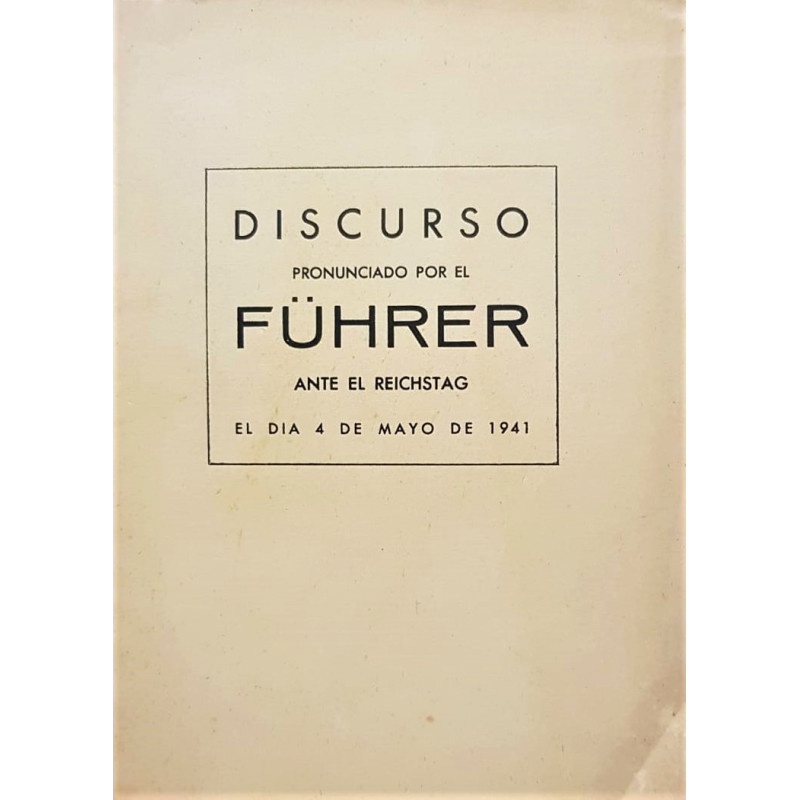 DISCURSO
PRONUNCIADO POR EL
FÜHRER
ANTE EL REICHSTAG
EL DIA 4 DE MAYO DE 1941